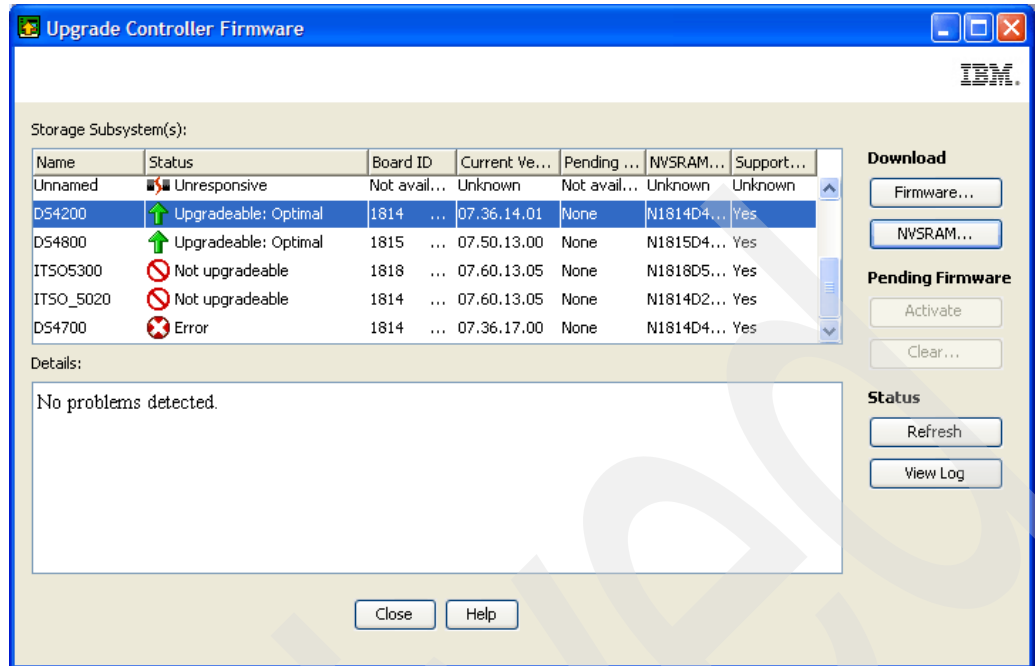 Upgrade Controller Firmware
IBM.
Storage Subsystem(s):
Name Status Board ID Current Ve... Pending ... NVSRAM... Support...
Unnamed Unresponsive Not avail... Unknown Not avail... Unknown Unknown
DS4200 Upgradeable: Optimal 1814 ... 07.36.14.01 None N1814D4... Yes
DS4800 Upgradeable: Optimal 1815 ... 07.50.13.00 None N1815D4... Yes
ITSO5300 Not upgradeable 1818 ... 07.60.13.05 None N1818D5... Yes
ITSO_5020 Not upgradeable 1814 ... 07.60.13.05 None N1814D2... Yes
DS4700 Error 1814 ... 07.36.17.00 None N1814D4... Yes
Details:
No problems detected.
Download
Firmware...
NVSRAM...
Pending Firmware
Activate
Clear...
Status
Refresh
View Log
Close Help